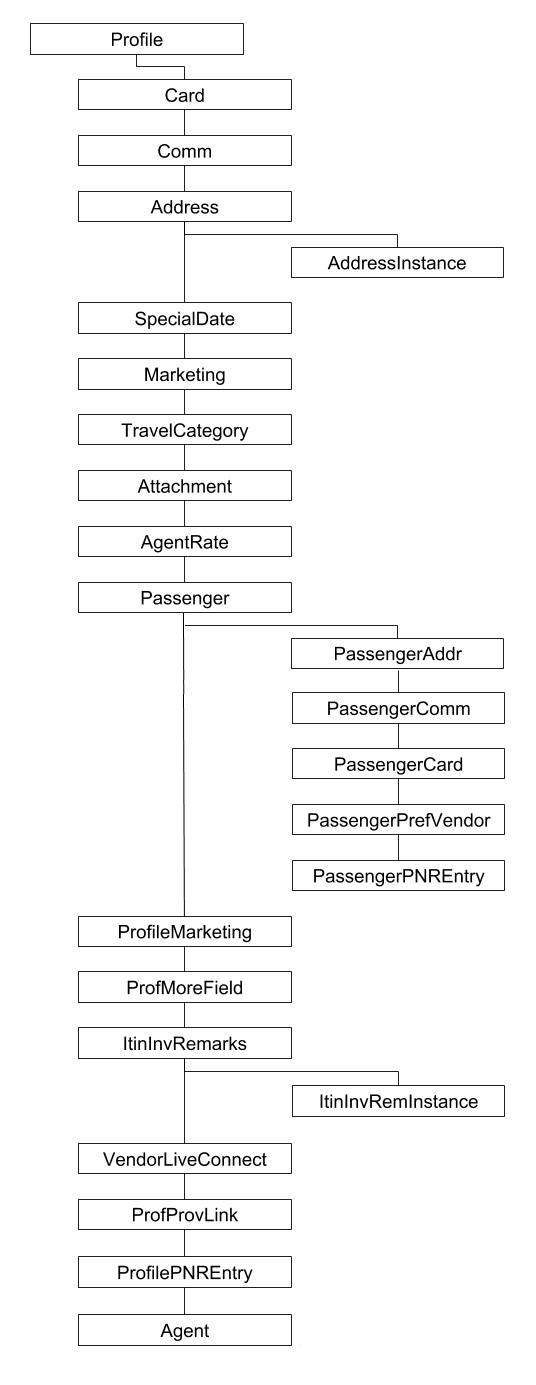 Profile
Card
Comm
Address
AddressInstance
SpecialDate
Marketing
TravelCategory
Attachment
AgentRate
Passenger
PassengerAddr
PassengerComm
PassengerCard
PassengerPrefVendor
PassengerPNREntry
ProfileMarketing
ProfMoreField
ItinInvRemarks
ItinInvRemInstance
VendorLiveConnect
ProfProvLink
ProfilePNREntry
Agent